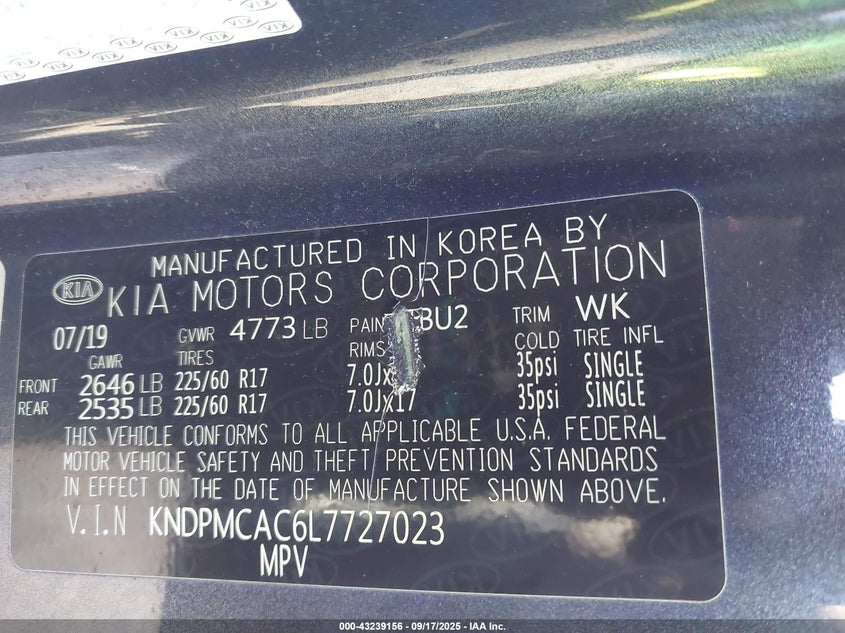 MANUFACTURED IN KOREA BY
KIA KIA MOTORS CORPORATION
07/19 GVWR 4773 LB BU2 TRIM WK
GAWR TIRES RIMS COLD TIRE INFL
FRONT 2646 LB 225/60 R17 35psi SINGLE
REAR 2535 LB 225/60 R17 7.0Jx17 35psi SINGLE
THIS VEHICLE CONFORMS TO ALL APPLICABLE U.S.A. FEDERAL
MOTOR VEHICLE SAFETY AND THEFT PREVENTION STANDARDS
IN EFFECT ON THE DATE OF MANUFACTURE SHOWN ABOVE.
V.I.N KNDPMCAC6L7727023
MPV
000-43239156 - 09/17/2025 - IAA Inc.